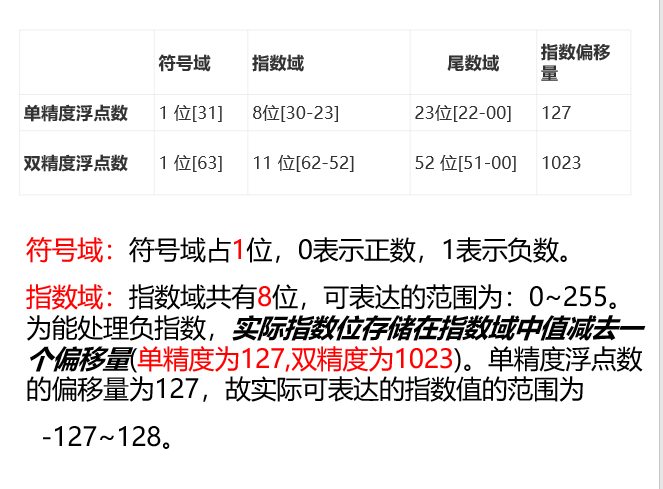 符号域 指数域 尾数域 指数偏移量
单精度浮点数 1 位[31] 8位[30-23] 23位[22-00] 127
双精度浮点数 1 位[63] 11 位[62-52] 52 位[51-00] 1023
符号域：符号域占1位，0表示正数，1表示负数。
指数域：指数域共有8位，可表达的范围为：0~255。
为能处理负指数，实际指数位存储在指数域中值减去一
个偏移量(单精度为127,双精度为1023)。单精度浮点数
的偏移量为127，故实际可表达的指数值的范围为
-127~128。